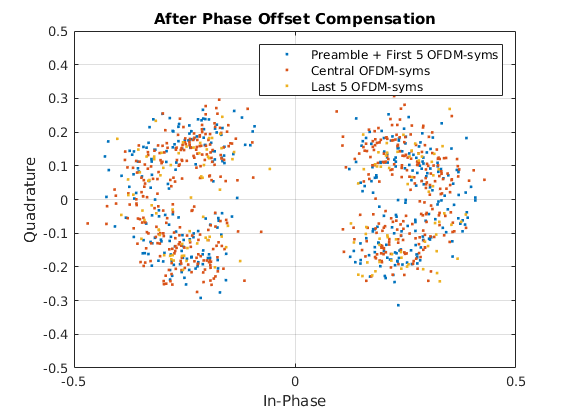 After Phase Offset Compensation
0.5
0.4
0.3
0.2
0.1
0
-0.1
-0.2
-0.3
-0.4
-0.5
Quadrature
Preamble + First 5 OFDM-syms
Central OFDM-syms
Last 5 OFDM-syms
-0.5
0
0.5
In-Phase